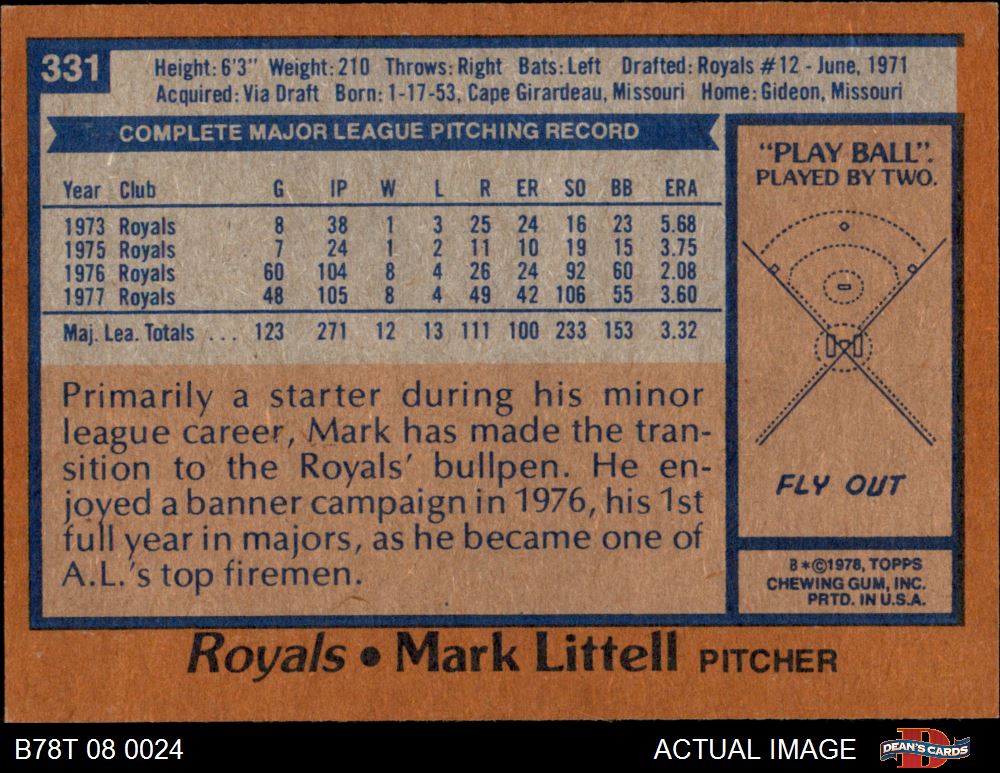 331
Height: 6'3" Weight: 210 Throws: Right Bats: Left Drafted: Royals #12 - June, 1971
Acquired: Via Draft Born: 1-17-53, Cape Girardeau, Missouri Home: Gideon, Missouri
COMPLETE MAJOR LEAGUE PITCHING RECORD
Year Club G IP W L R ER SO BB ERA
1973 Royals 8 38 1 3 25 24 16 23 5.68
1975 Royals 7 24 1 2 11 10 19 15 3.75
1976 Royals 60 104 8 4 26 24 92 60 2.08
1977 Royals 48 105 8 4 49 42 106 55 3.60
Maj. Lea. Totals ... 123 271 12 13 111 100 233 153 3.32
Primarily a starter during his minor
league career, Mark has made the tran-
sition to the Royals' bullpen. He en-
joyed a banner campaign in 1976, his 1st
full year in majors, as he became one of
A.L.'s top firemen.
"PLAY BALL".
PLAYED BY TWO.
FLY OUT
B*©1978, TOPPS
CHEWING GUM, INC.
PRTD. IN U.S.A.
Royals • Mark Littell PITCHER
B78T 08 0024
ACTUAL IMAGE
DEAN'S CARDS